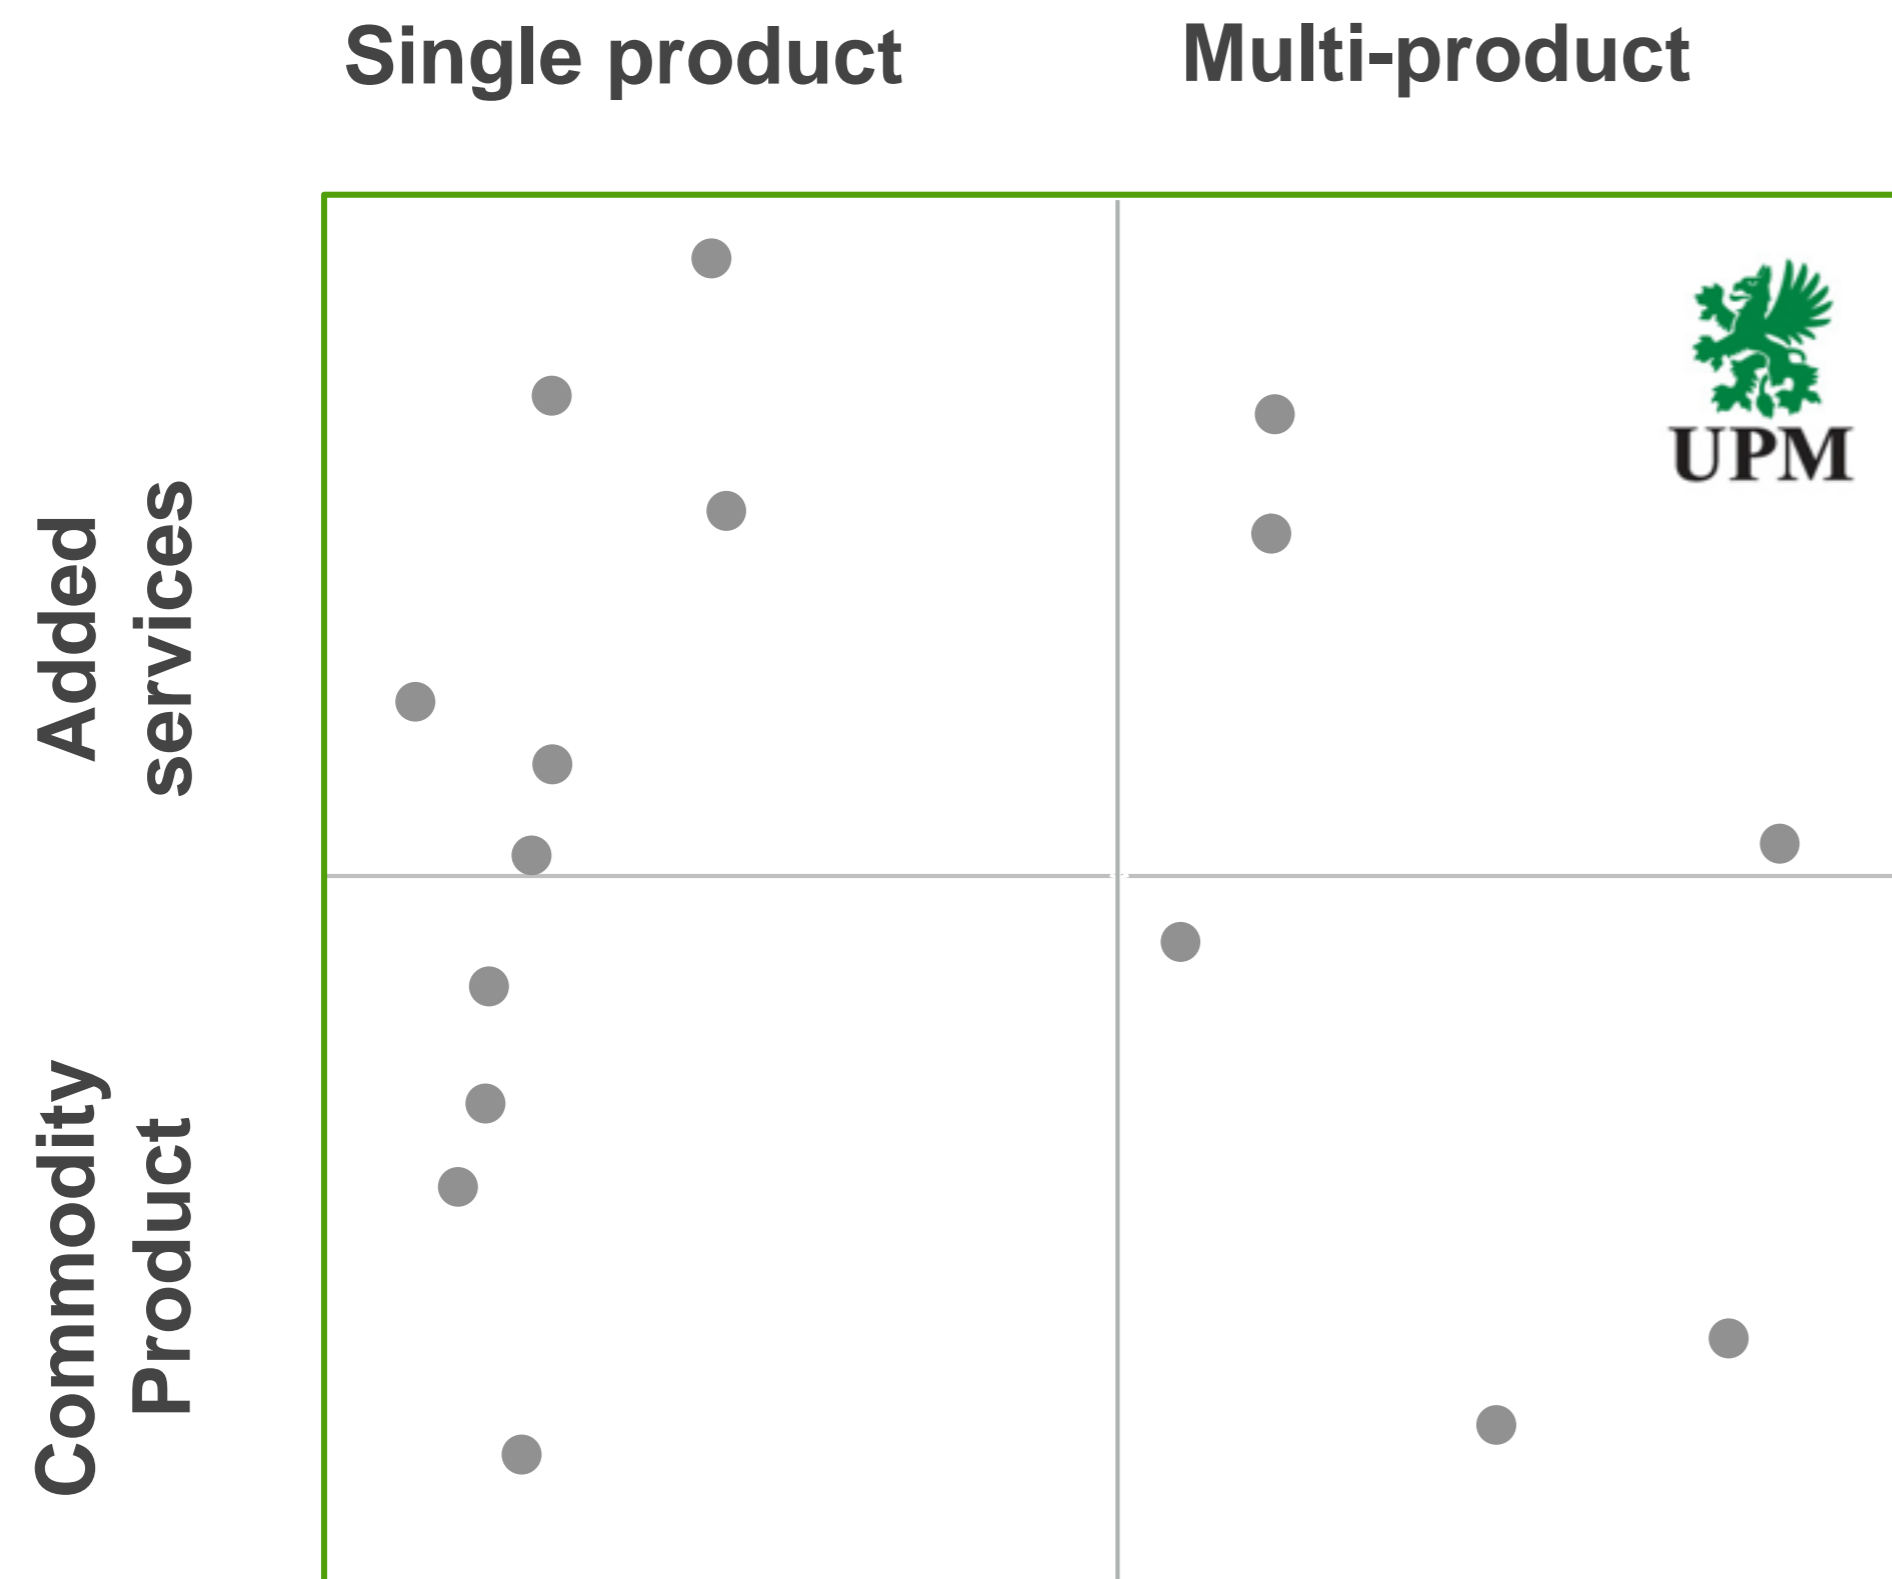 Single product
Multi-product
Added
services
UPM
Commodity
Product